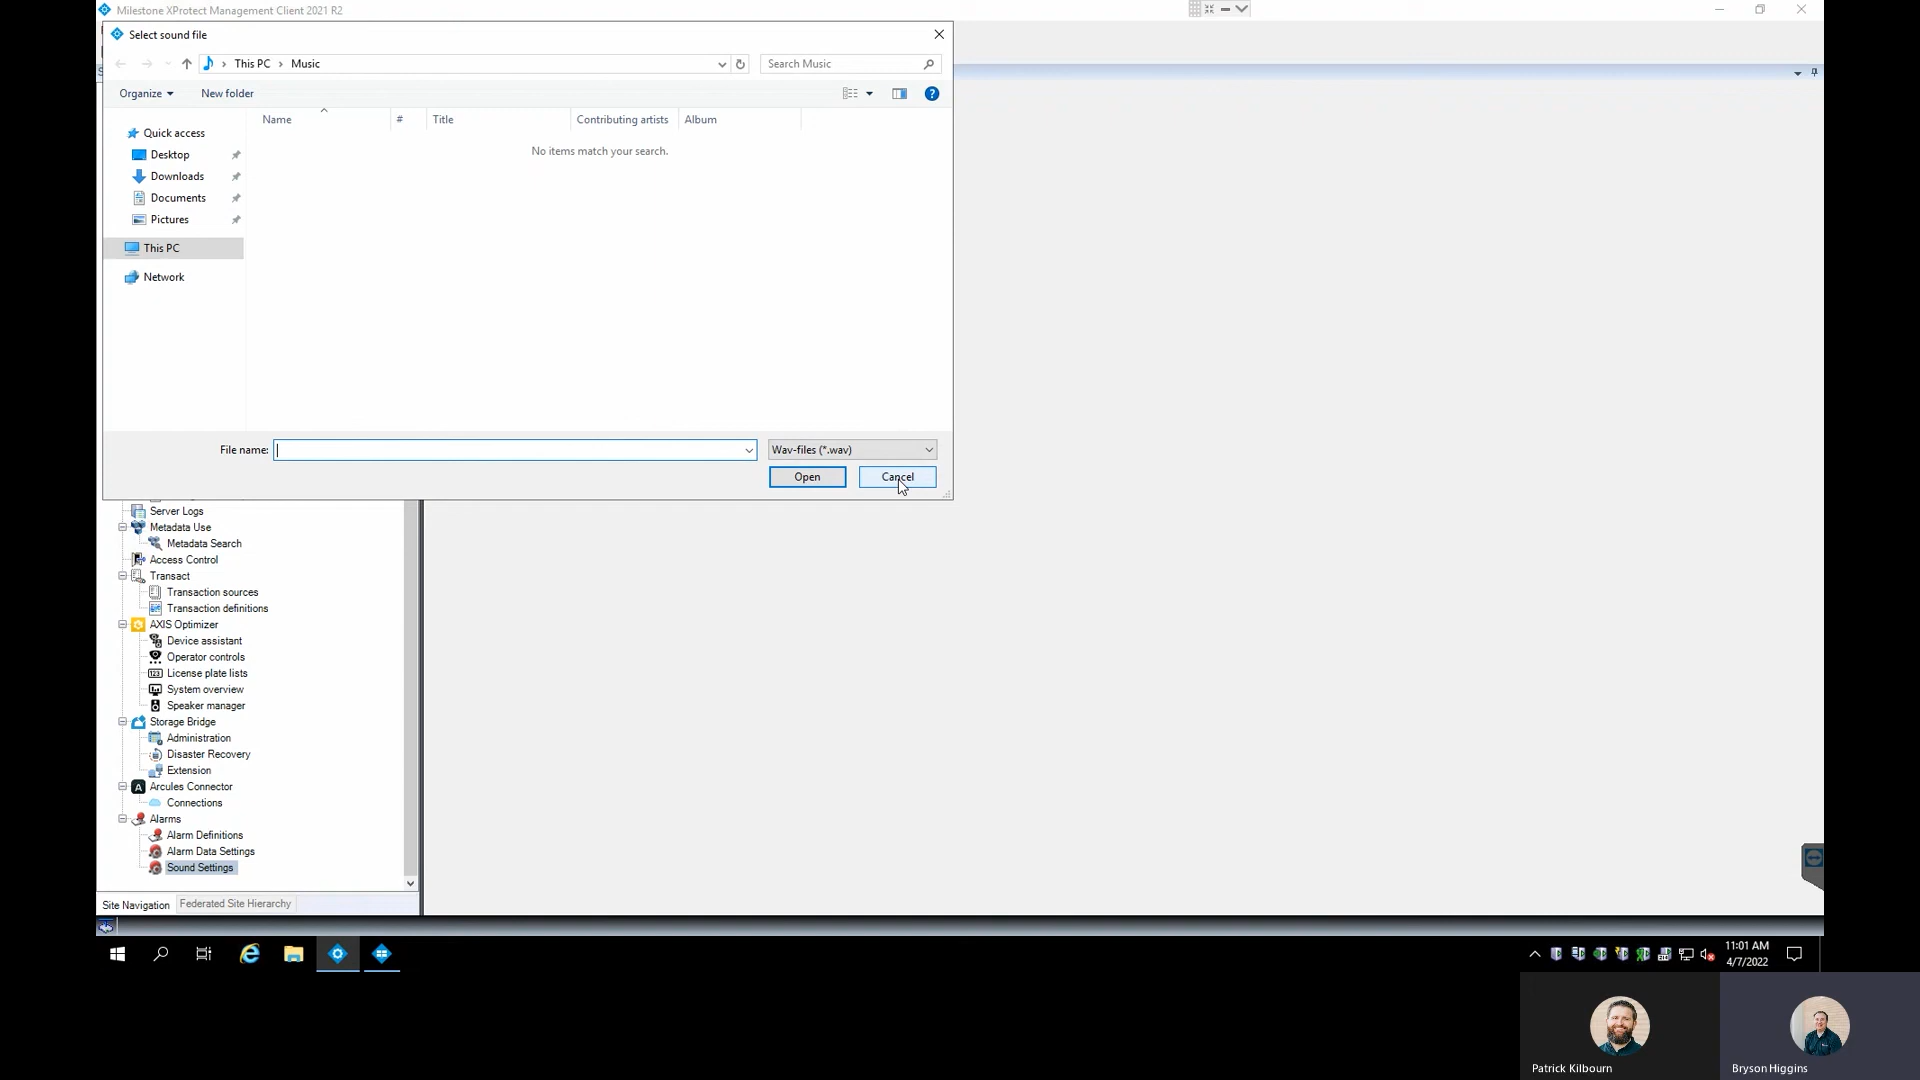 Milestone XProtect Management Client 2021 R2
Select sound file
This PC › Music
Search Music
Organize
New folder
Name
#
Title
Contributing artists
Album
No items match your search.
Quick access
Desktop
Downloads
Documents
Pictures
This PC
Network
File name:
Wav-files (*.wav)
Open
Cancel
Server Logs
Metadata Use
Metadata Search
Access Control
Transact
Transaction sources
Transaction definitions
AXIS Optimizer
Device assistant
Operator controls
License plate lists
System overview
Speaker manager
Storage Bridge
Administration
Disaster Recovery
Extension
Arcules Connector
Connections
Alarms
Alarm Definitions
Alarm Data Settings
Sound Settings
Site Navigation
Federated Site Hierarchy
11:01 AM
4/7/2022
Patrick Kilbourn
Bryson Higgins